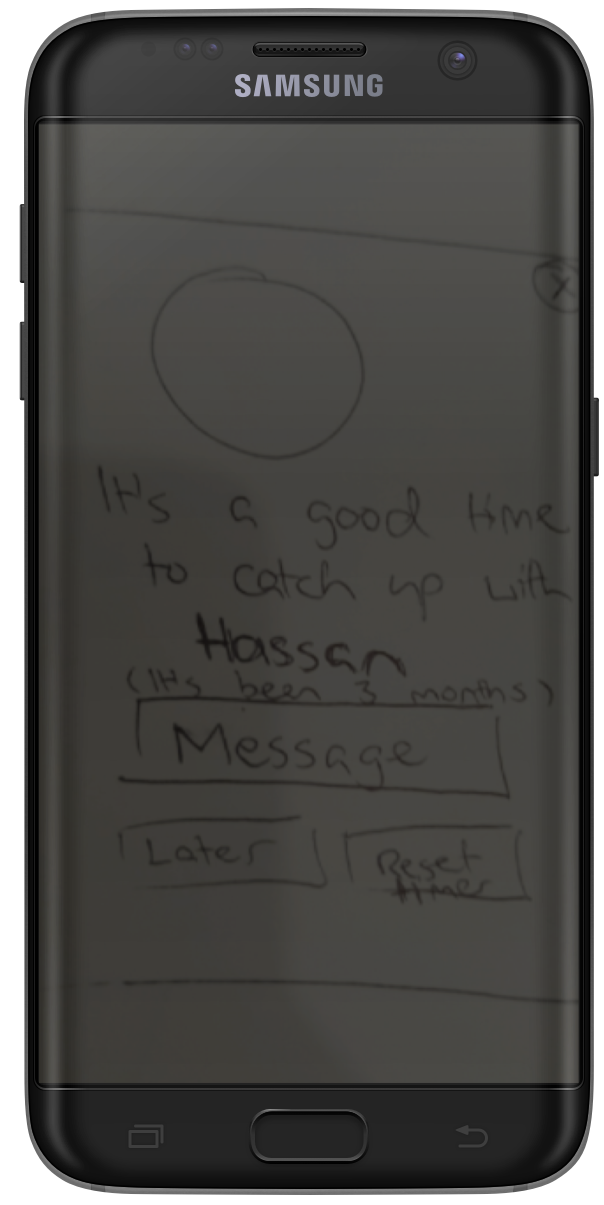 SAMSUNG
X
It's a good time
to catch up with
Hassan
(It's been 3 months)
Message
Later
Reset
timer